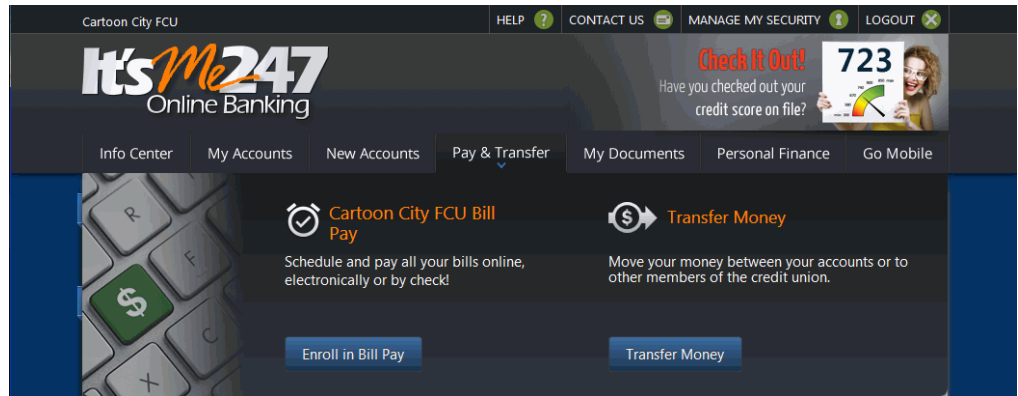 Cartoon City FCU
HELP ?
CONTACT US
MANAGE MY SECURITY
LOGOUT
It'sMe247
Online Banking
Check It Out!
Have you checked out your
credit score on file?
723
Info Center
My Accounts
New Accounts
Pay & Transfer
My Documents
Personal Finance
Go Mobile
R
F
$
C
X
Cartoon City FCU Bill
Pay
Schedule and pay all your bills online,
electronically or by check!
Enroll in Bill Pay
$
Transfer Money
Move your money between your accounts or to
other members of the credit union.
Transfer Money